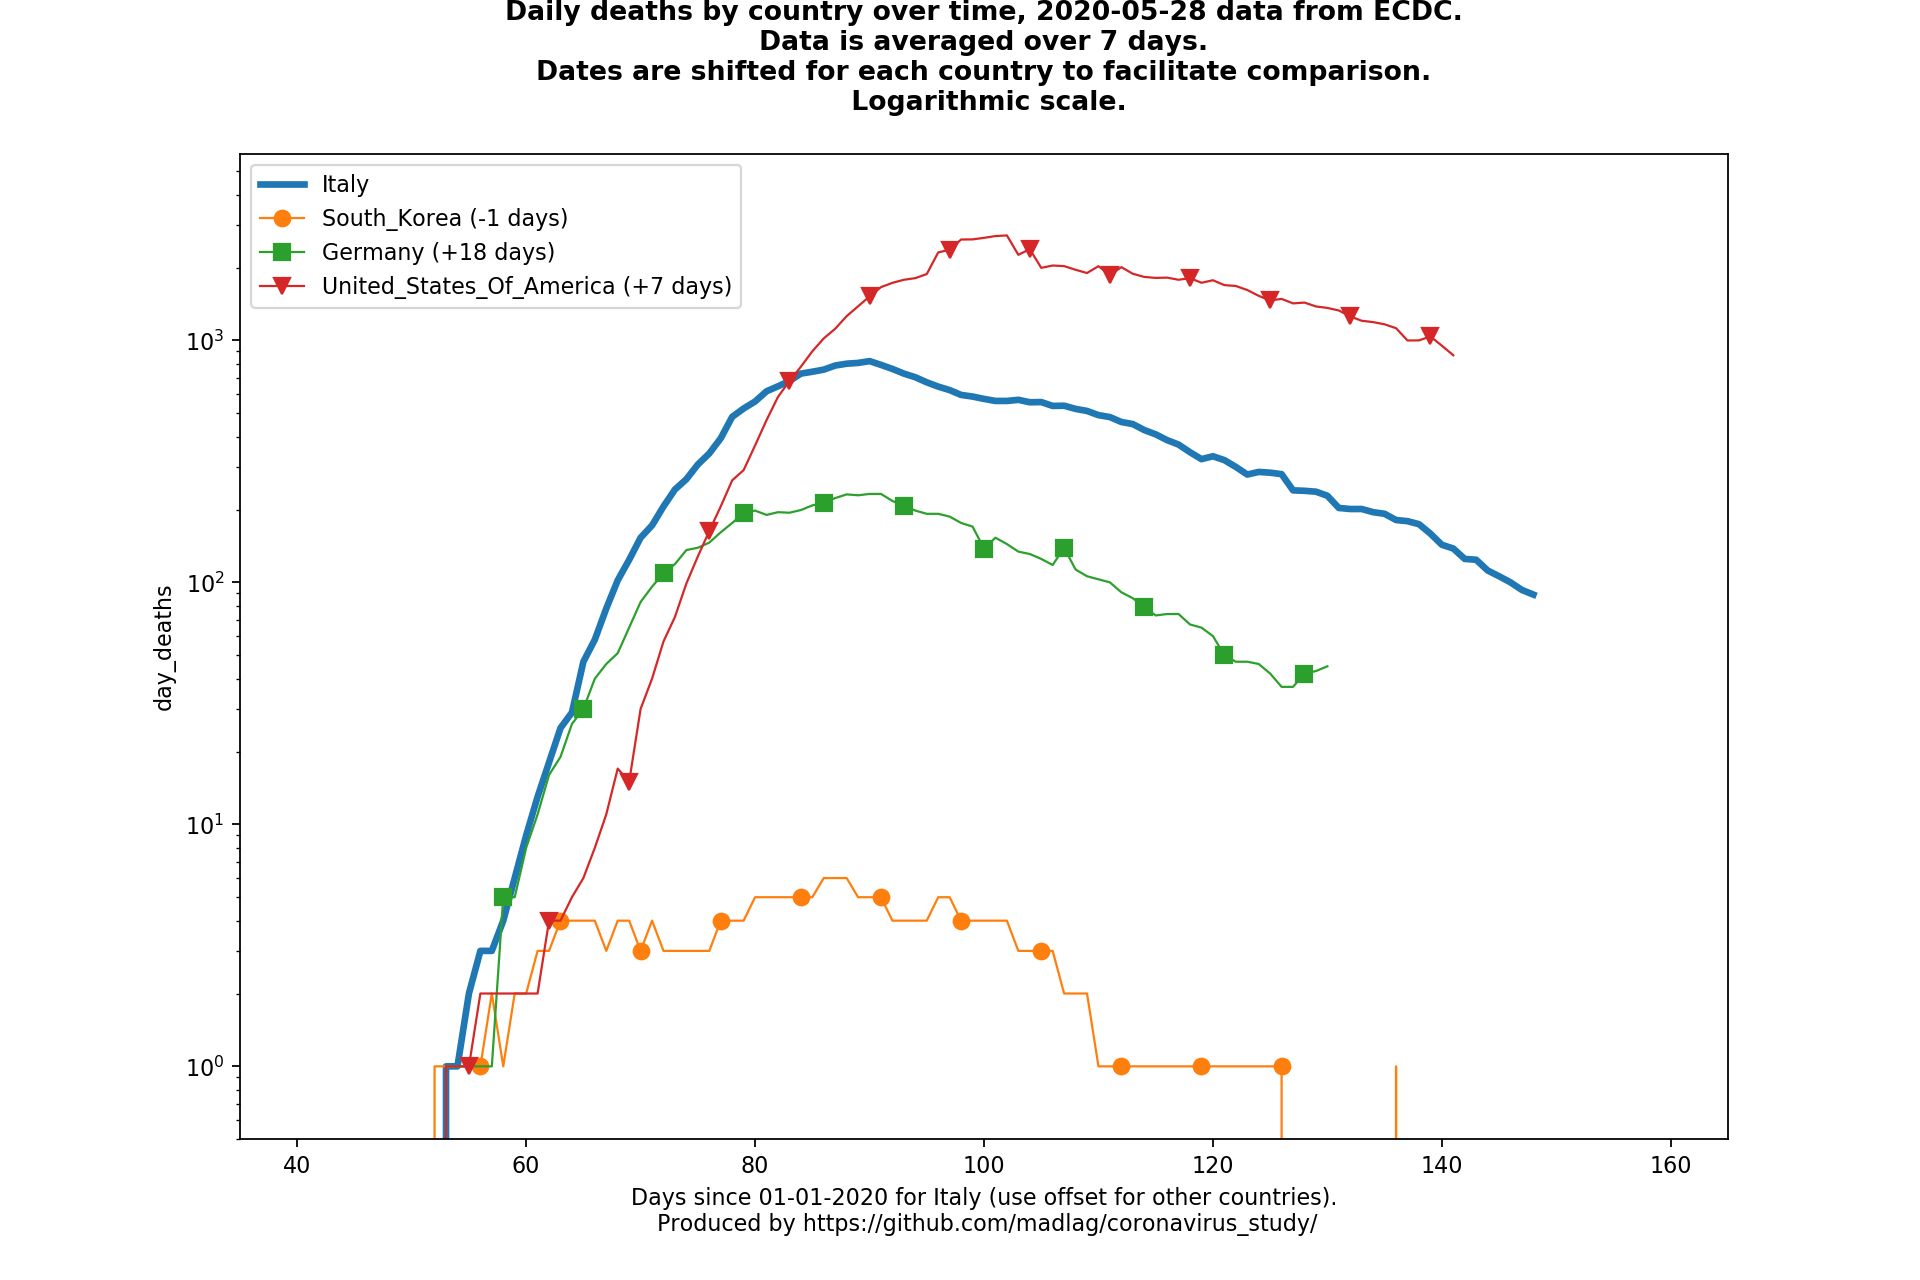 Daily deaths by country over time, 2020-05-28 data from ECDC.
Data is averaged over 7 days.
Dates are shifted for each country to facilitate comparison.
Logarithmic scale.
Italy
South_Korea (-1 days)
Germany (+18 days)
United_States_Of_America (+7 days)
10³
10²
10¹
10⁰
day_deaths
40 60 80 100 120 140 160
Days since 01-01-2020 for Italy (use offset for other countries).
Produced by https://github.com/madlag/coronavirus_study/